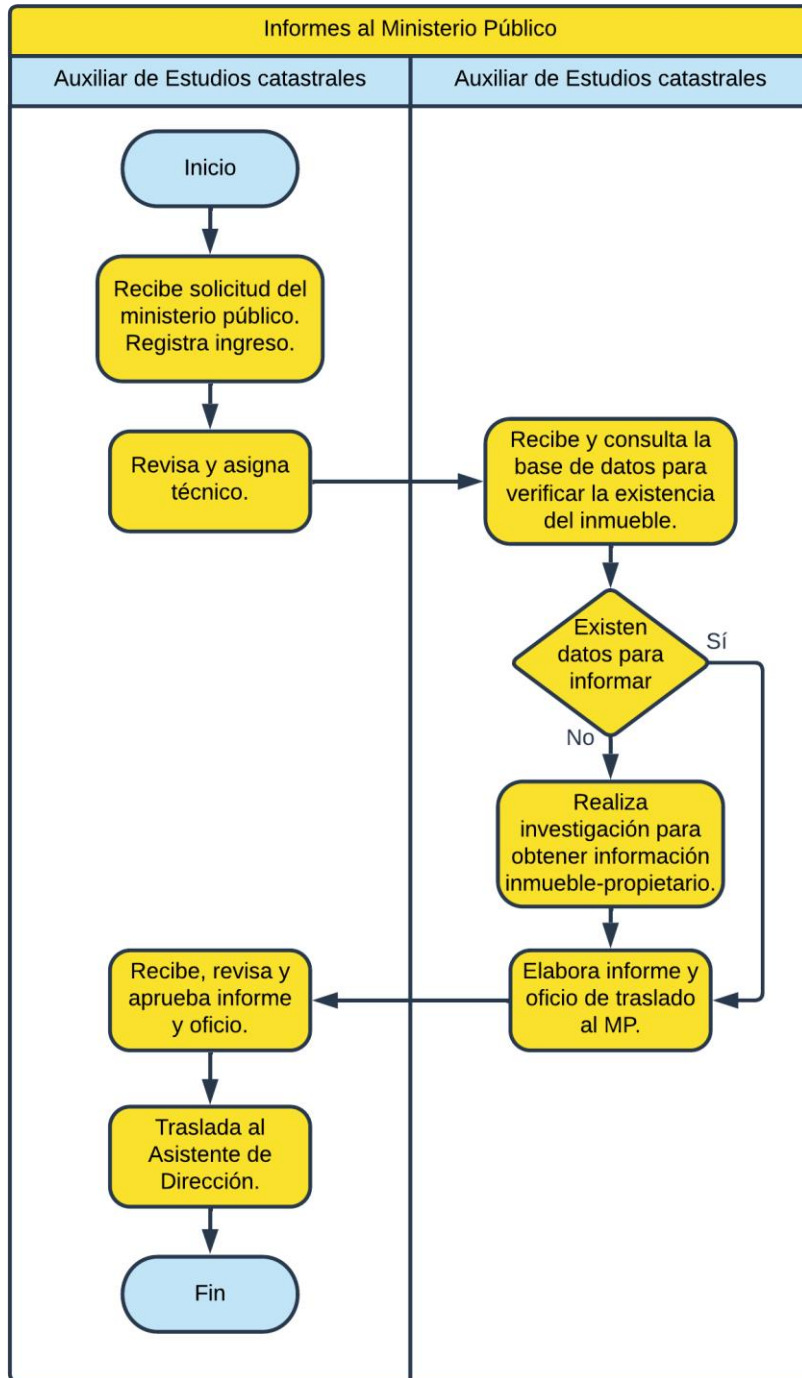 Informes al Ministerio Público
Auxiliar de Estudios catastrales
Auxiliar de Estudios catastrales
Inicio
Recibe solicitud del
ministerio público.
Registra ingreso.
Revisa y asigna
técnico.
Recibe y consulta la
base de datos para
verificar la existencia
del inmueble.
Existen
datos para
informar
Sí
No
Realiza
investigación para
obtener información
inmueble-propietario.
Elabora informe y
oficio de traslado
al MP.
Recibe, revisa y
aprueba informe
y oficio.
Traslada al
Asistente de
Dirección.
Fin